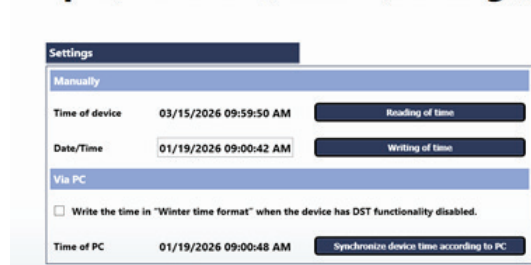 Settings
Manually
Time of device 03/15/2026 09:59:50 AM Reading of time
Date/Time 01/19/2026 09:00:42 AM Writing of time
Via PC
Write the time in "Winter time format" when the device has DST functionality disabled.
Time of PC 01/19/2026 09:00:48 AM Synchronize device time according to PC